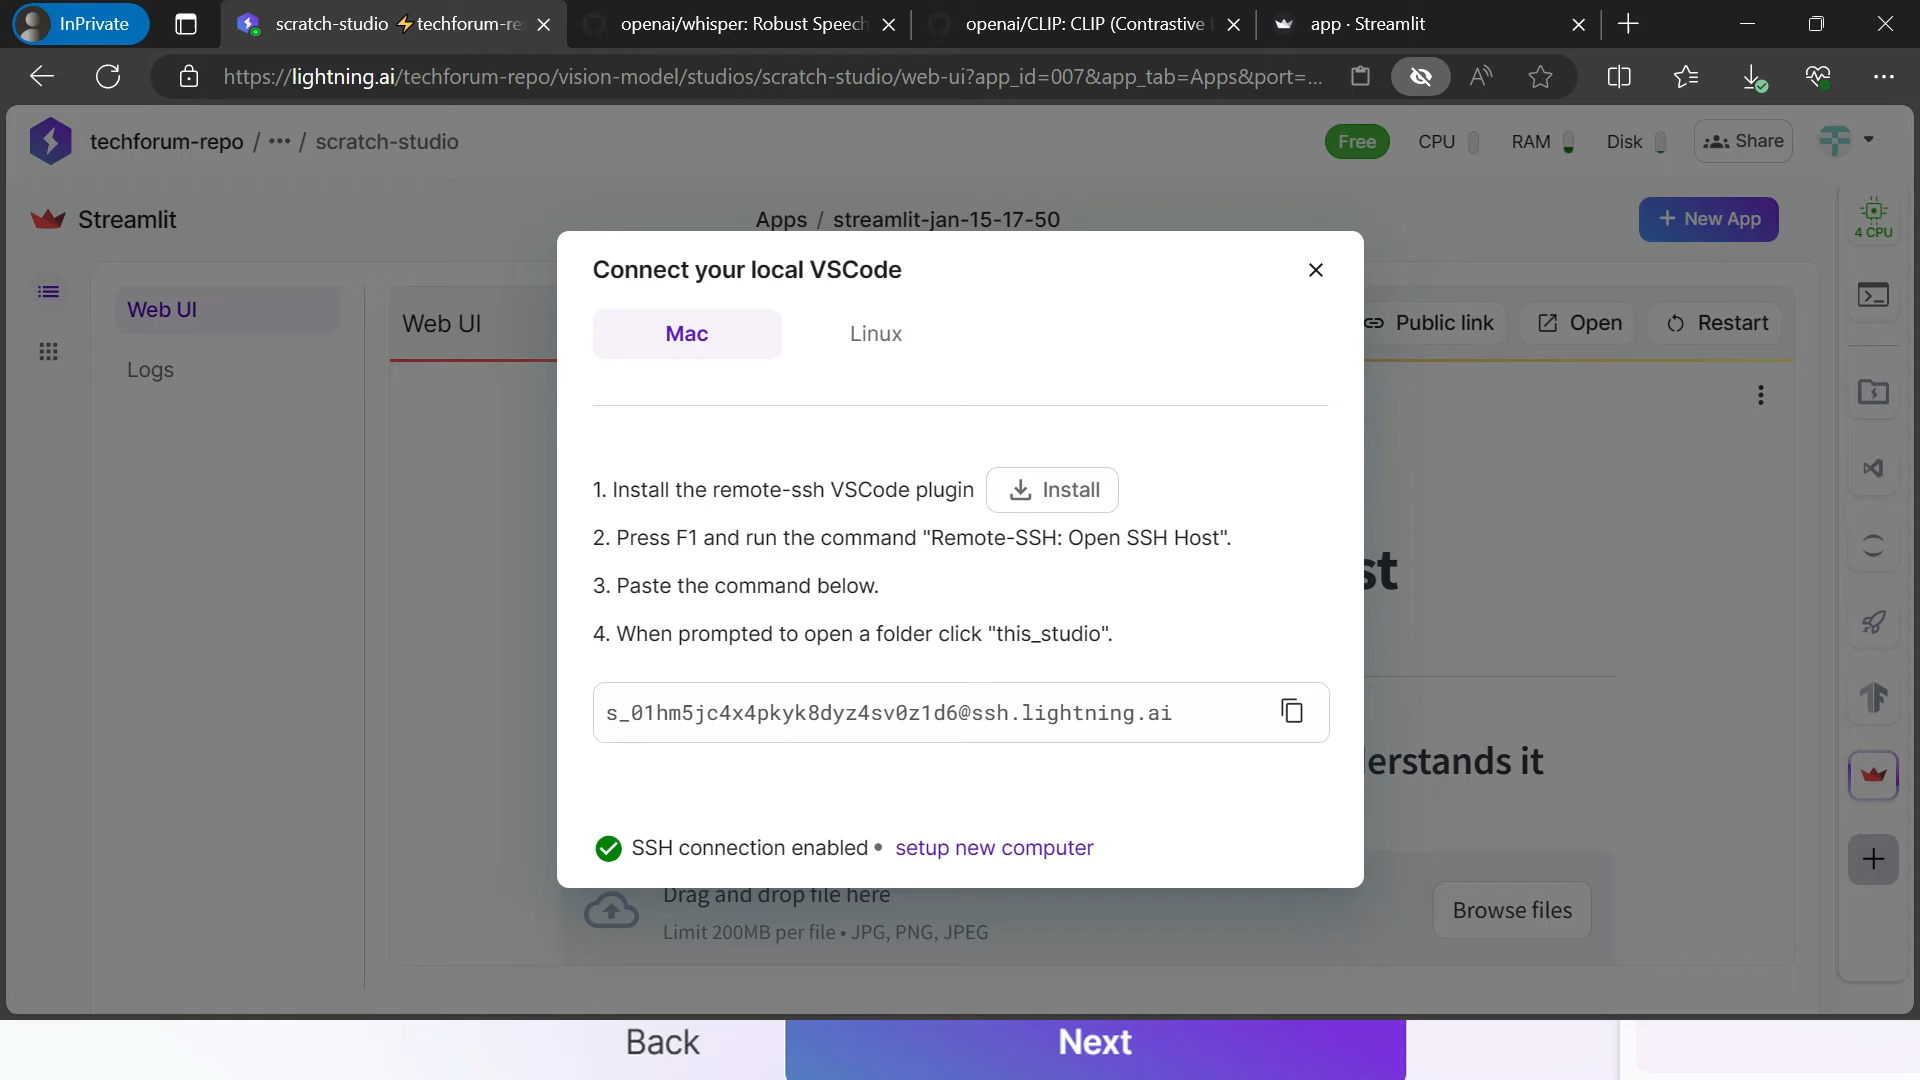 InPrivate
scratch-studio ⚡techforum-re
openai/whisper: Robust Speech
openai/CLIP: CLIP (Contrastive
app · Streamlit
https://lightning.ai/techforum-repo/vision-model/studios/scratch-studio/web-ui?app_id=007&app_tab=Apps&port=...
techforum-repo / ••• / scratch-studio
Free
CPU
RAM
Disk
Share
Streamlit
Apps / streamlit-jan-15-17-50
+ New App
4 CPU
Web UI
Logs
Web UI
Public link
Open
Restart
Connect your local VSCode
Mac
Linux
1. Install the remote-ssh VSCode plugin
Install
2. Press F1 and run the command "Remote-SSH: Open SSH Host".
3. Paste the command below.
4. When prompted to open a folder click "this_studio".
s_01hm5jc4x4pkyk8dyz4sv0z1d6@ssh.lightning.ai
SSH connection enabled • setup new computer
st
erstands it
Drag and drop file here
Limit 200MB per file • JPG, PNG, JPEG
Browse files
Back
Next